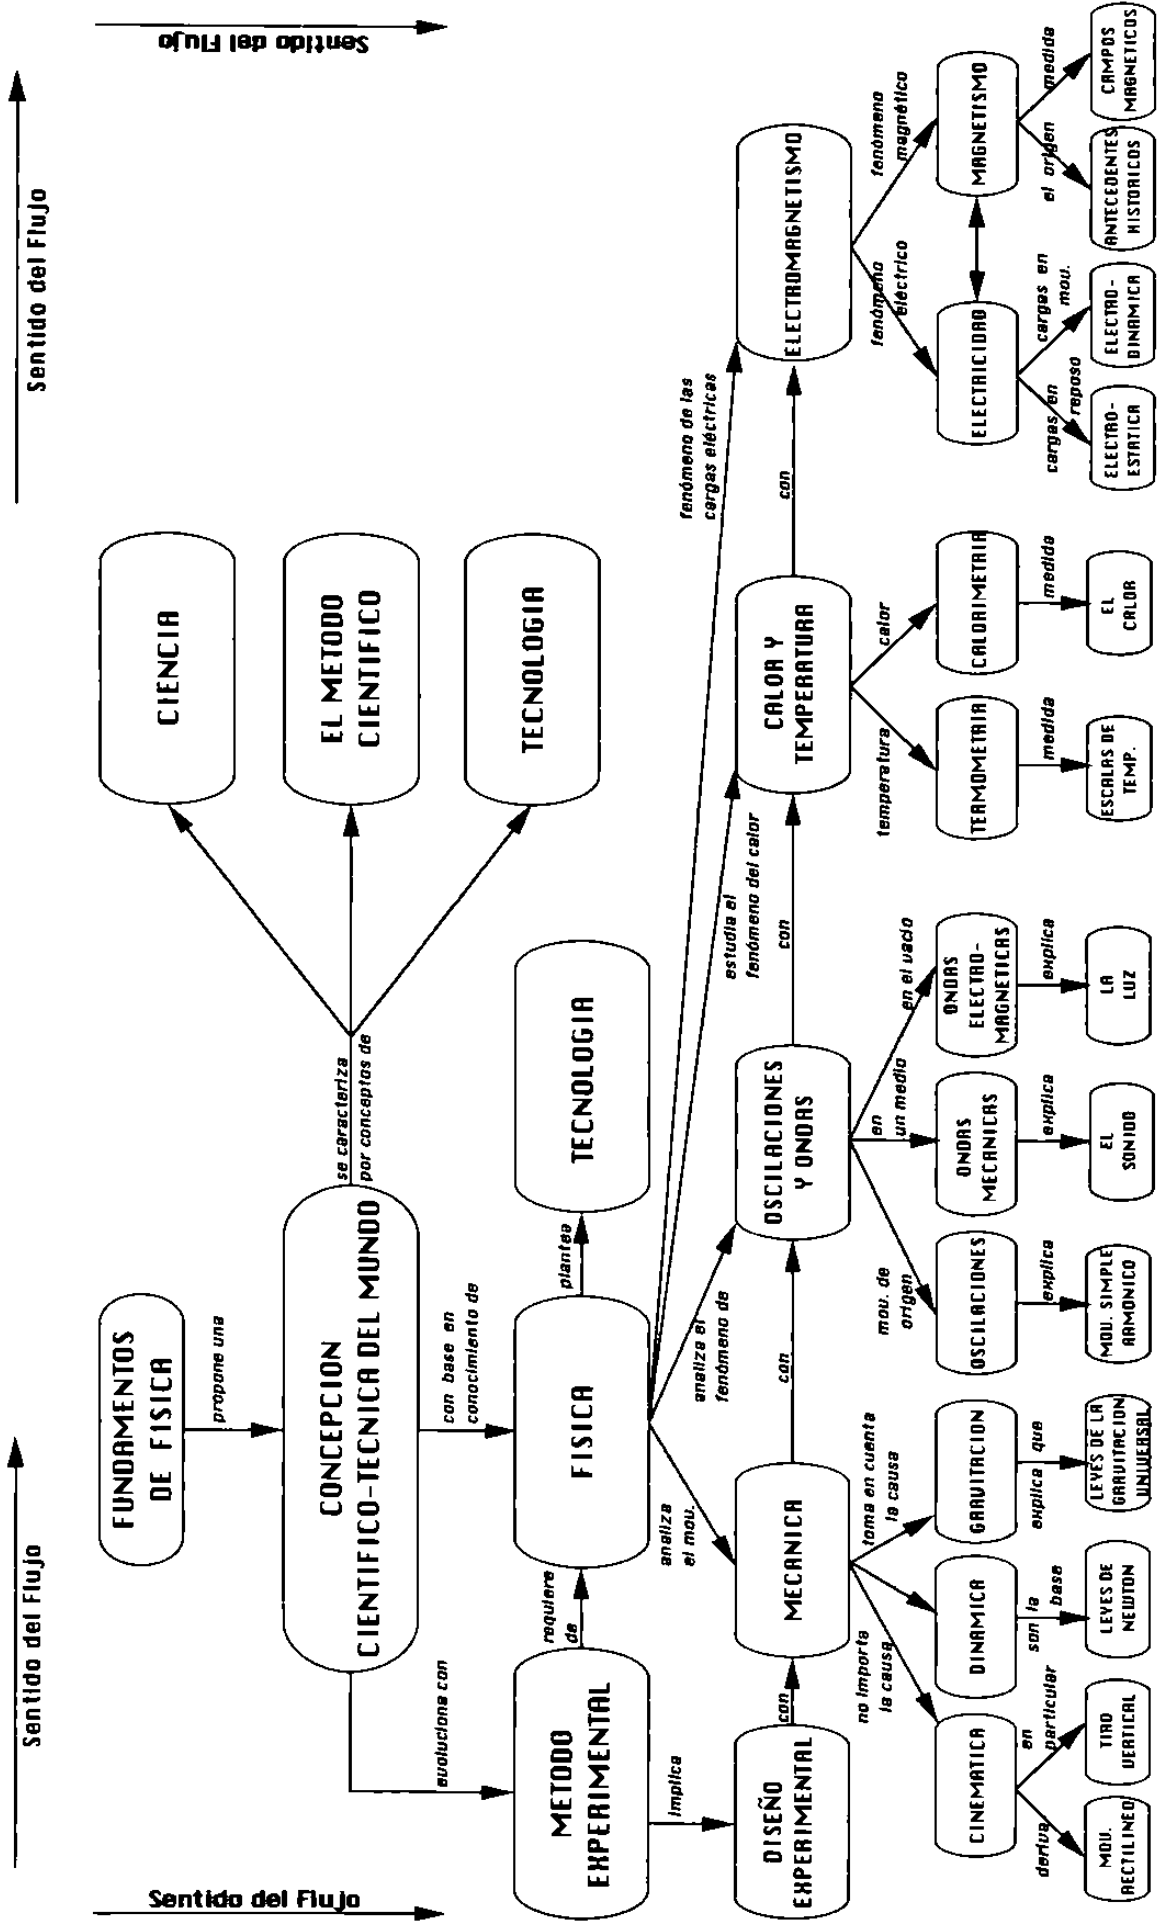 Sentido del Flujo
Sentido del Flujo
Sentido del Flujo
Sentido del Flujo
FUNDAMENTOS
DE FISICA
propone una
CONCEPCION
CIENTIFICO-TECNICA DEL MUNDO
se caracteriza
por conceptos de
CIENCIA
EL METODO
CIENTIFICO
TECNOLOGIA
evoluciona con
con base en
conocimiento de
METODO
EXPERIMENTAL
requiere
de
FISICA
plantea
TECNOLOGIA
implica
analiza
el mov.
analiza el
fenómeno de
estudia el
fenómeno del calor
fenómeno de las
cargas eléctricas
DISEÑO
EXPERIMENTAL
con
MECANICA
con
OSCILACIONES
Y ONDAS
con
CALOR Y
TEMPERATURA
con
ELECTROMAGNETISMO
no importa
la causa
toma en cuenta
la causa
mov. de
origen
en
un medio
en el vacio
temperatura
calor
fenómeno
eléctrico
fenómeno
magnético
CINEMATICA
DINAMICA
GRAVITACION
OSCILACIONES
ONDAS
MECANICAS
ONDAS
ELECTRO-
MAGNETICAS
TERMOMETRIA
CALORIMETRIA
ELECTRICIDAD
MAGNETISMO
deriva
en
particular
son la
base
explica que
explica
explica
explica
medida
medida
cargas en
reposo
cargas en
mov.
el origen
medida
MOV.
RECTILINEO
TIRO
VERTICAL
LEYES DE
NEWTON
LEYES DE LA
GRAVITACION
UNIVERSAL
MOV. SIMPLE
ARMONICO
EL
SONIDO
LA
LUZ
ESCALAS DE
TEMP.
EL
CALOR
ELECTRO-
ESTATICA
ELECTRO-
DINAMICA
ANTECEDENTES
HISTORICOS
CAMPOS
MAGNETICOS